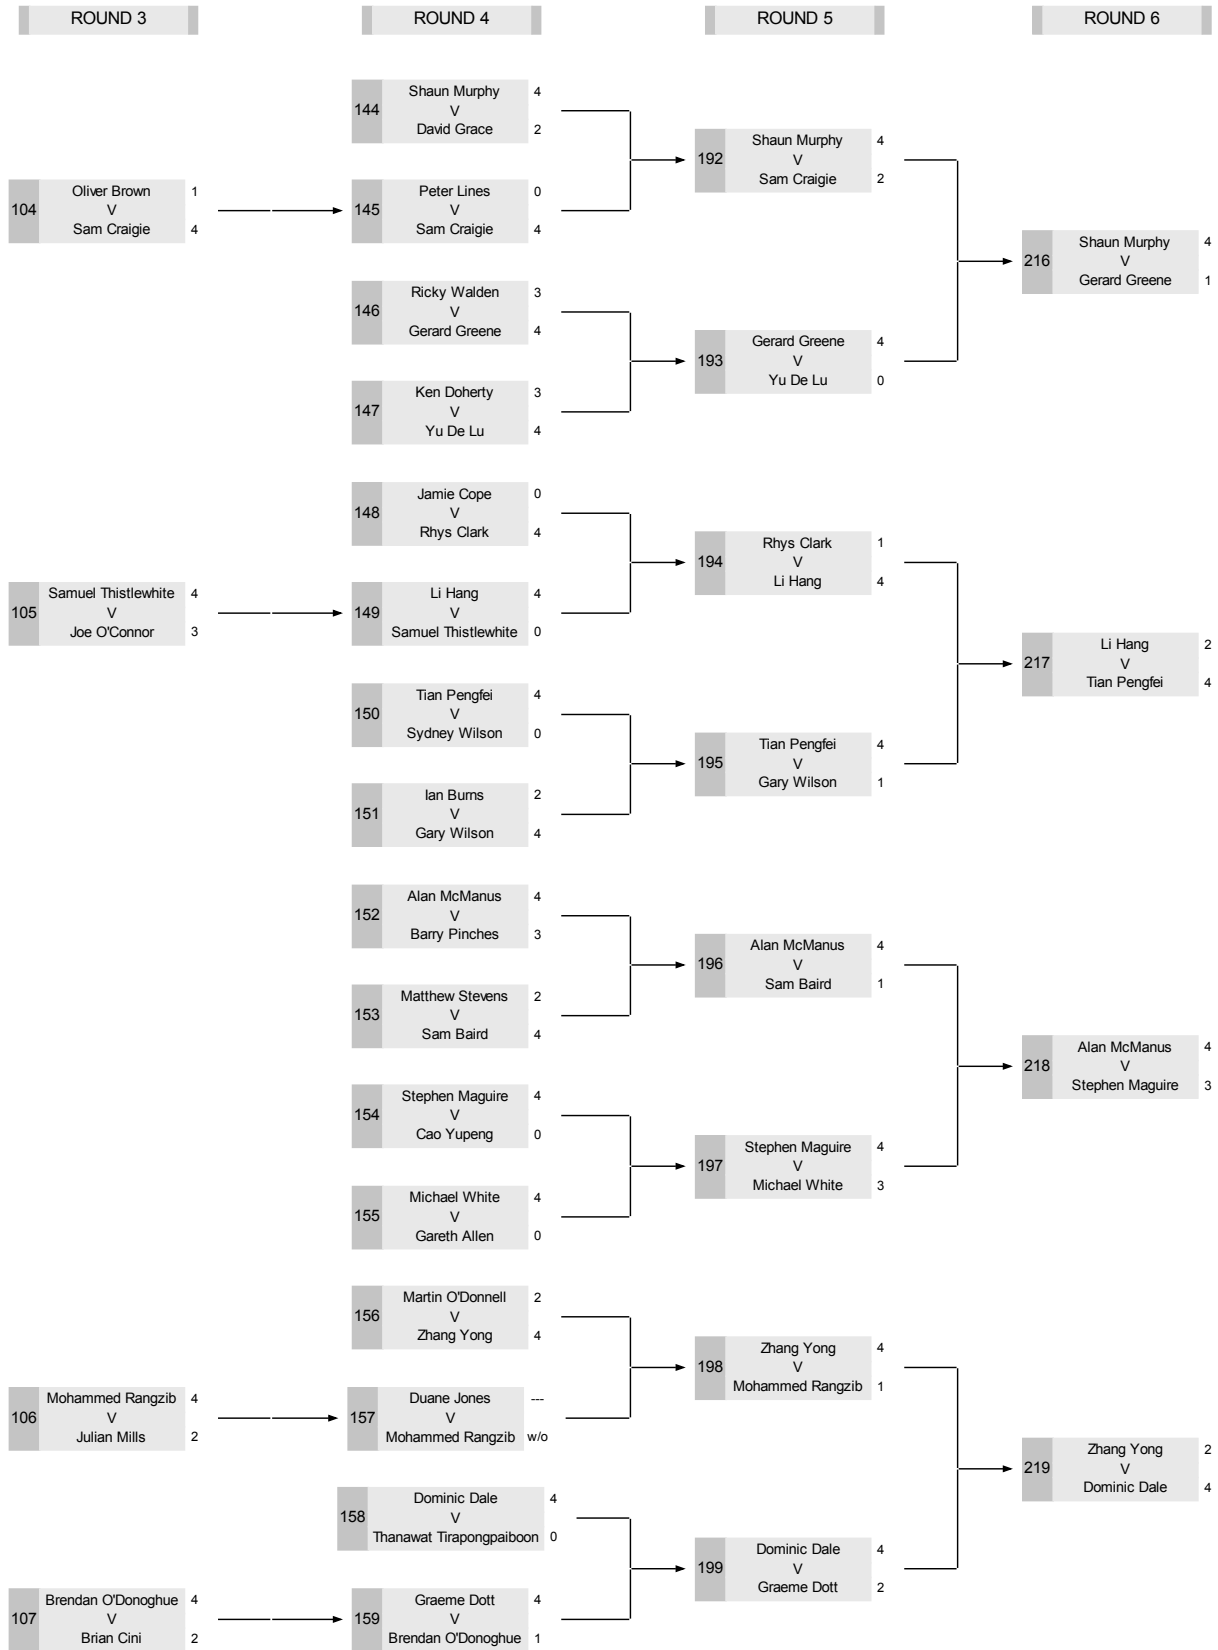 ROUND 3
ROUND 4
ROUND 5
ROUND 6
104
Oliver Brown 1
V
Sam Craigie 4
105
Samuel Thistlewhite 4
V
Joe O'Connor 3
106
Mohammed Rangzib 4
V
Julian Mills 2
107
Brendan O'Donoghue 4
V
Brian Cini 2
144
Shaun Murphy 4
V
David Grace 2
145
Peter Lines 0
V
Sam Craigie 4
146
Ricky Walden 3
V
Gerard Greene 4
147
Ken Doherty 3
V
Yu De Lu 4
148
Jamie Cope 0
V
Rhys Clark 4
149
Li Hang 4
V
Samuel Thistlewhite 0
150
Tian Pengfei 4
V
Sydney Wilson 0
151
Ian Burns 2
V
Gary Wilson 4
152
Alan McManus 4
V
Barry Pinches 3
153
Matthew Stevens 2
V
Sam Baird 4
154
Stephen Maguire 4
V
Cao Yupeng 0
155
Michael White 4
V
Gareth Allen 0
156
Martin O'Donnell 2
V
Zhang Yong 4
157
Duane Jones ---
V
Mohammed Rangzib w/o
158
Dominic Dale 4
V
Thanawat Tirapongpaiboon 0
159
Graeme Dott 4
V
Brendan O'Donoghue 1
192
Shaun Murphy 4
V
Sam Craigie 2
193
Gerard Greene 4
V
Yu De Lu 0
194
Rhys Clark 1
V
Li Hang 4
195
Tian Pengfei 4
V
Gary Wilson 1
196
Alan McManus 4
V
Sam Baird 1
197
Stephen Maguire 4
V
Michael White 3
198
Zhang Yong 4
V
Mohammed Rangzib 1
199
Dominic Dale 4
V
Graeme Dott 2
216
Shaun Murphy 4
V
Gerard Greene 1
217
Li Hang 2
V
Tian Pengfei 4
218
Alan McManus 4
V
Stephen Maguire 3
219
Zhang Yong 2
V
Dominic Dale 4